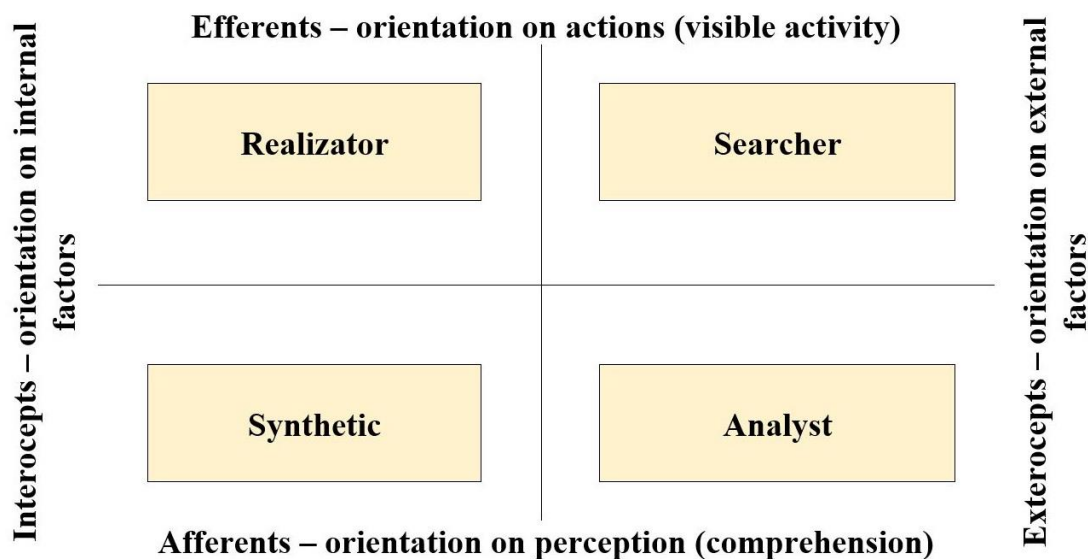 Efferents – orientation on actions (visible activity)
Interocepts – orientation on internal
factors
Realizator
Searcher
Exterocepts – orientation on external
factors
Synthetic
Analyst
Afferents – orientation on perception (comprehension)